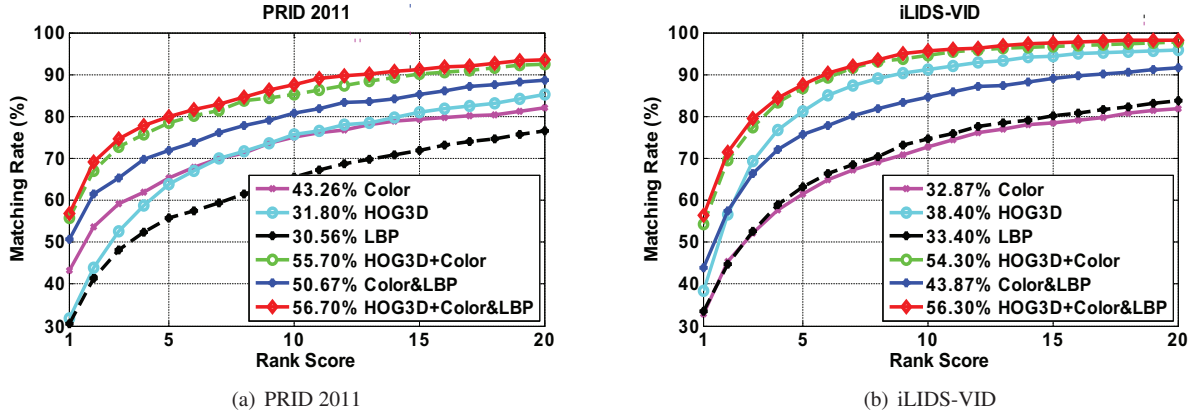 PRID 2011
Matching Rate (%)
100
90
80
70
60
50
40
30
1
5
10
15
20
Rank Score
43.26% Color
31.80% HOG3D
30.56% LBP
55.70% HOG3D+Color
50.67% Color&LBP
56.70% HOG3D+Color&LBP
(a) PRID 2011
iLIDS-VID
Matching Rate (%)
100
90
80
70
60
50
40
30
1
5
10
15
20
Rank Score
32.87% Color
38.40% HOG3D
33.40% LBP
54.30% HOG3D+Color
43.87% Color&LBP
56.30% HOG3D+Color&LBP
(b) iLIDS-VID